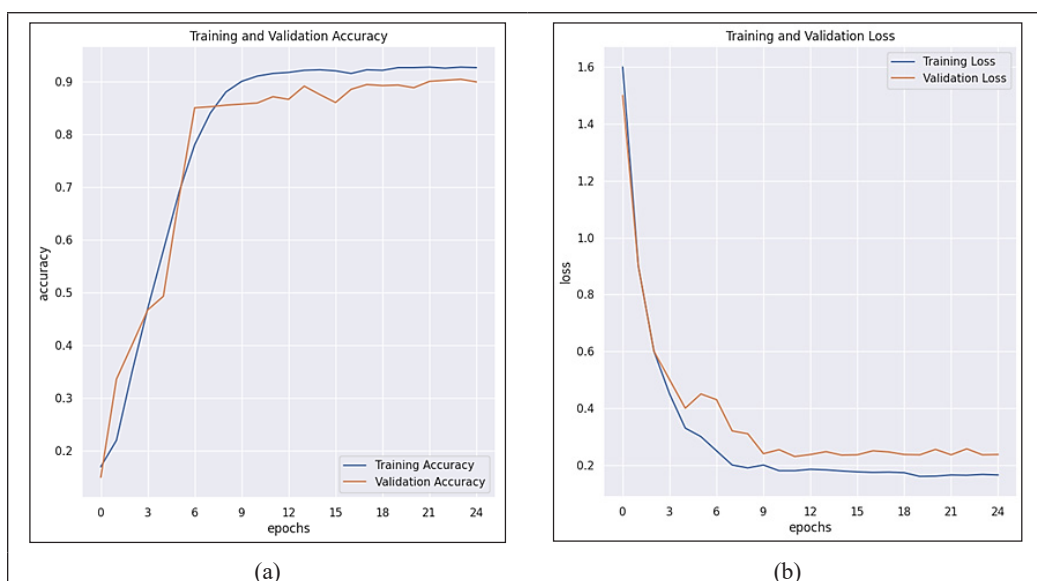 Training and Validation Accuracy
accuracy
0.9
0.8
0.7
0.6
0.5
0.4
0.3
0.2
Training Accuracy
Validation Accuracy
0 3 6 9 12 15 18 21 24
epochs
(a)
Training and Validation Loss
Training Loss
Validation Loss
loss
1.6
1.4
1.2
1.0
0.8
0.6
0.4
0.2
0 3 6 9 12 15 18 21 24
epochs
(b)